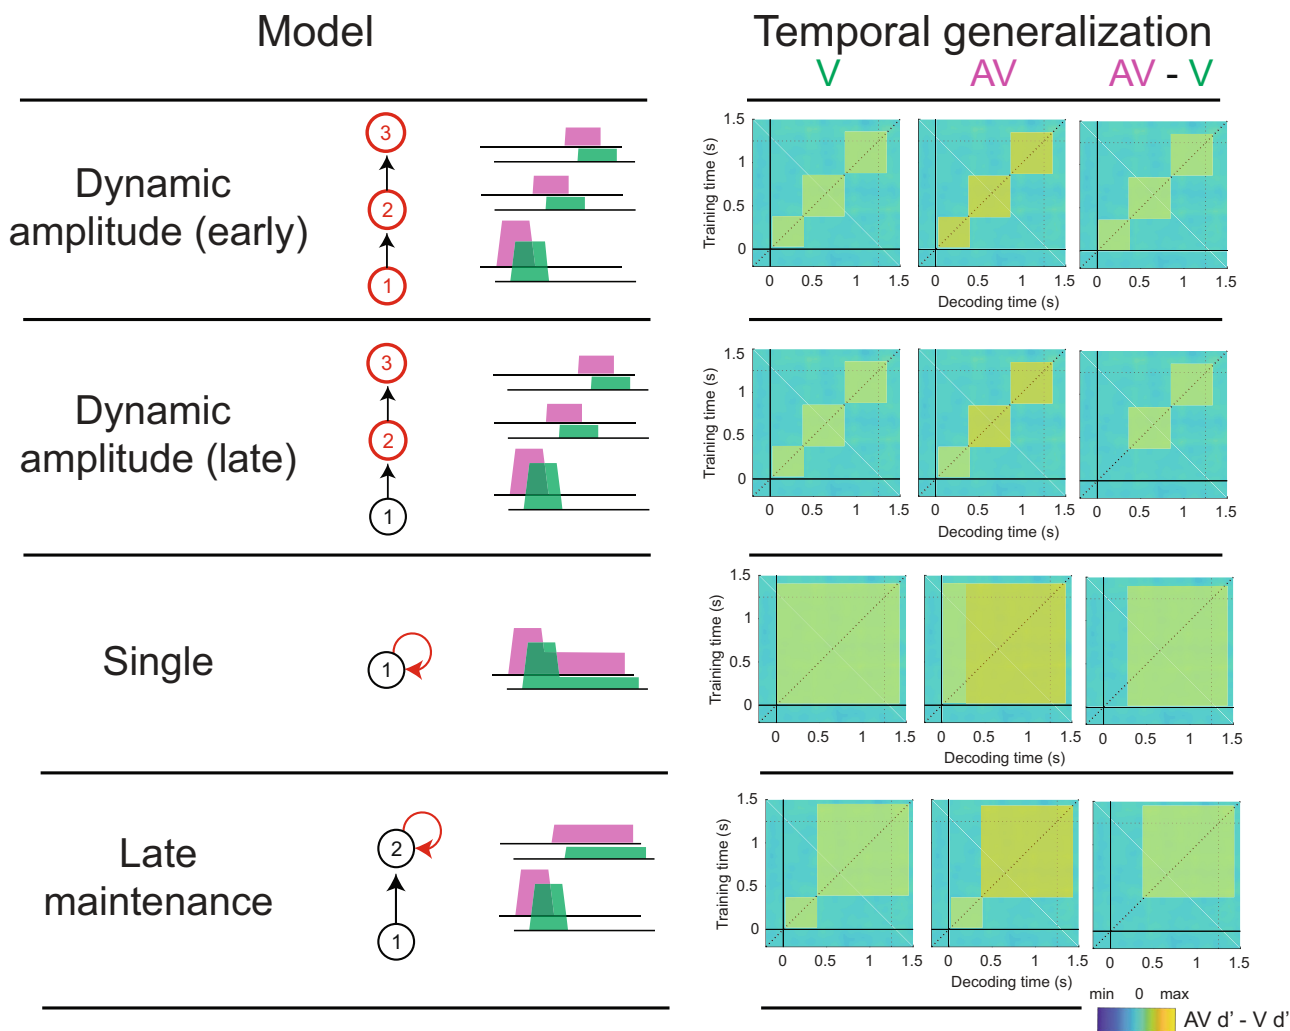 Model
Temporal generalization
V AV AV - V
Dynamic
amplitude (early)
3
2
1
Training time (s)
1.5
1
0.5
0
0 0.5 1 1.5 0 0.5 1 1.5 0 0.5 1 1.5
Decoding time (s)
Dynamic
amplitude (late)
3
2
1
Training time (s)
1.5
1
0.5
0
0 0.5 1 1.5 0 0.5 1 1.5 0 0.5 1 1.5
Decoding time (s)
Single
1
Training time (s)
1.5
1
0.5
0
0 0.5 1 1.5 0 0.5 1 1.5 0 0.5 1 1.5
Decoding time (s)
Late
maintenance
2
1
Training time (s)
1.5
1
0.5
0
0 0.5 1 1.5 0 0.5 1 1.5 0 0.5 1 1.5
Decoding time (s)
min 0 max
AV d’ - V d’